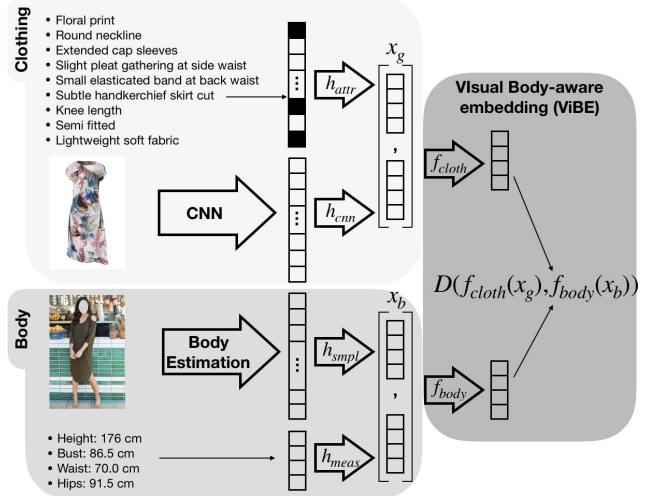 Clothing
• Floral print
• Round neckline
• Extended cap sleeves
• Slight pleat gathering at side waist
• Small elasticated band at back waist
• Subtle handkerchief skirt cut
• Knee length
• Semi fitted
• Lightweight soft fabric
h_attr
x_g
,
CNN
h_cnn
VIsual Body-aware
embedding (ViBE)
f_cloth
D(f_cloth(x_g),f_body(x_b))
f_body
Body
Body
Estimation
h_smpl
x_b
,
• Height: 176 cm
• Bust: 86.5 cm
• Waist: 70.0 cm
• Hips: 91.5 cm
h_meas